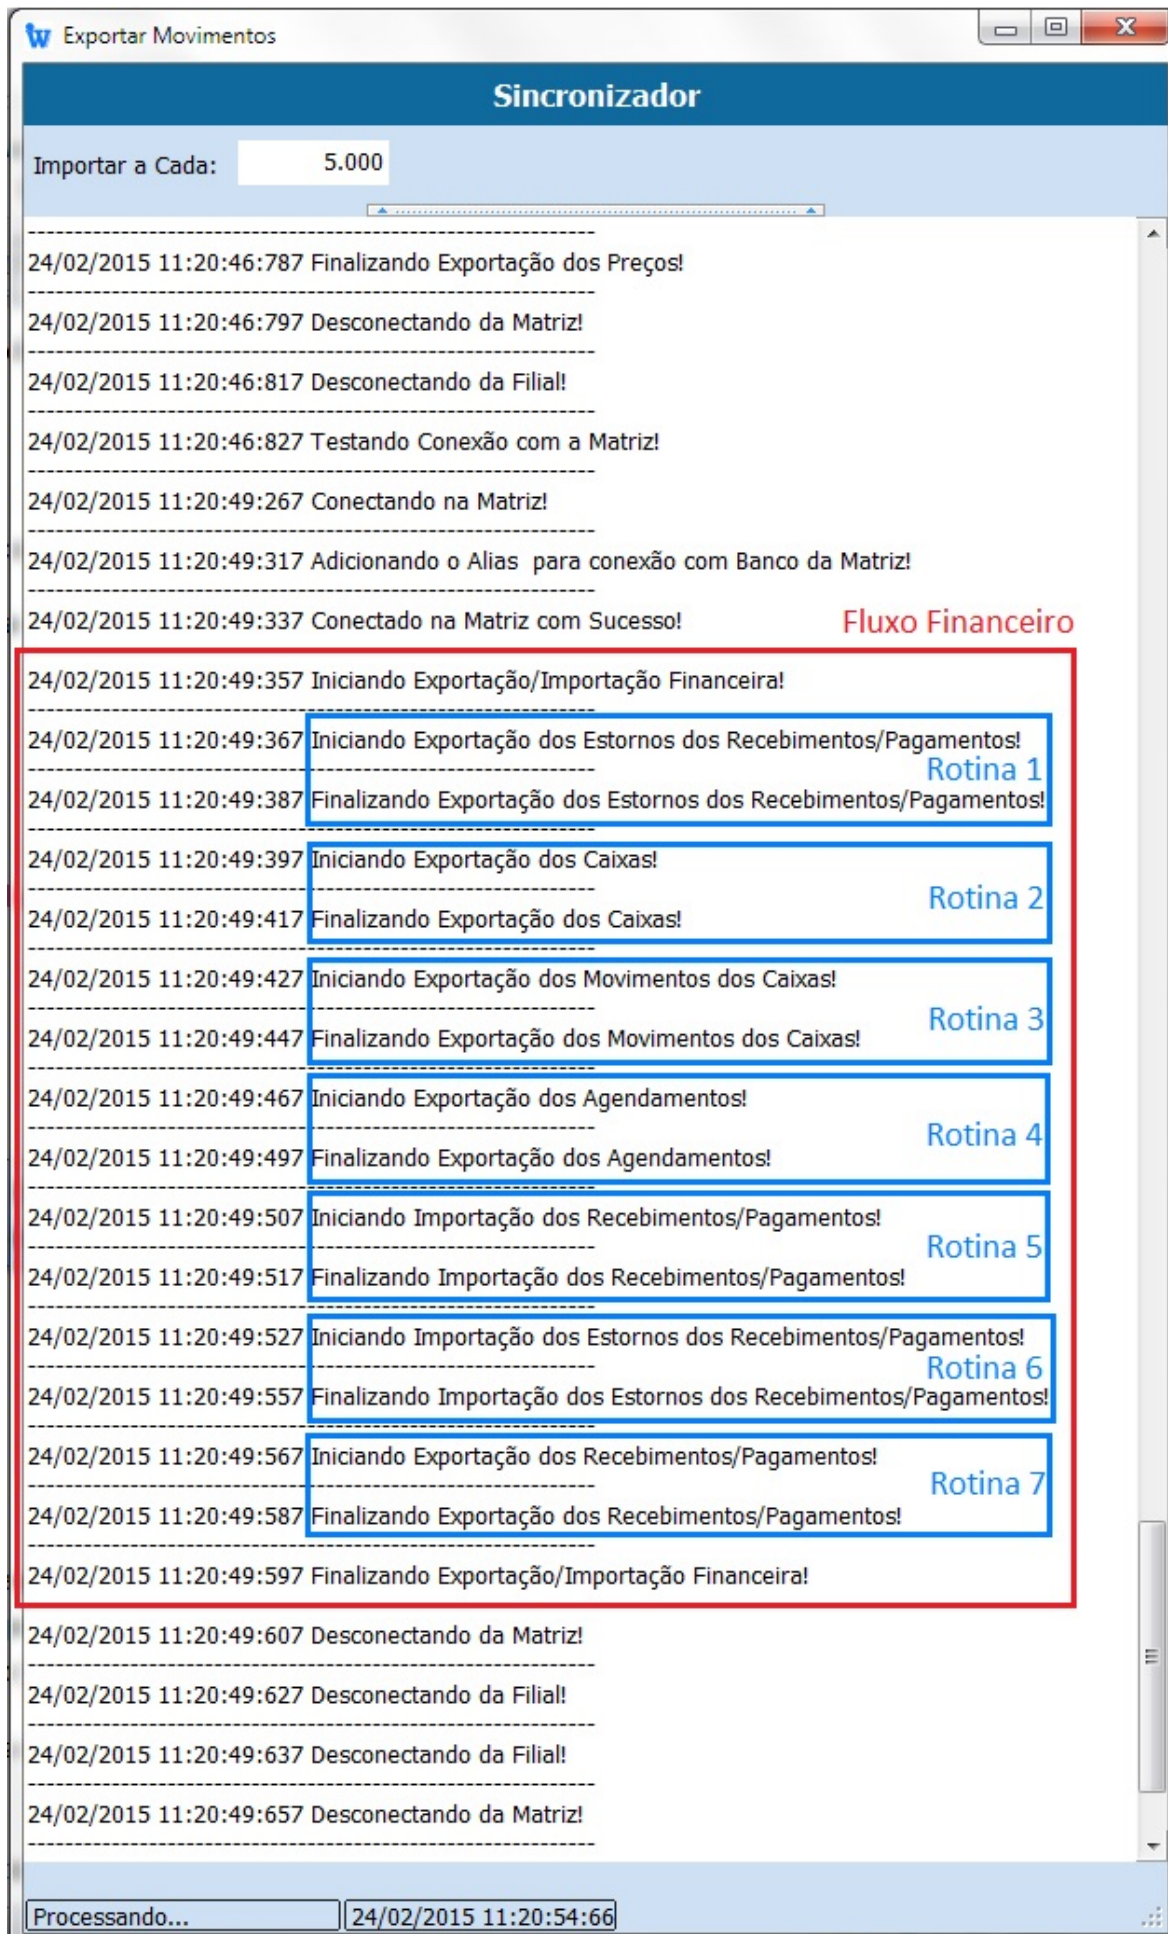 Exportar Movimentos
Sincronizador
Importar a Cada: 5.000
24/02/2015 11:20:46:787 Finalizando Exportação dos Preços!
24/02/2015 11:20:46:797 Desconectando da Matriz!
24/02/2015 11:20:46:817 Desconectando da Filial!
24/02/2015 11:20:46:827 Testando Conexão com a Matriz!
24/02/2015 11:20:49:267 Conectando na Matriz!
24/02/2015 11:20:49:317 Adicionando o Alias  para conexão com Banco da Matriz!
24/02/2015 11:20:49:337 Conectado na Matriz com Sucesso!
Fluxo Financeiro
24/02/2015 11:20:49:357 Iniciando Exportação/Importação Financeira!
24/02/2015 11:20:49:367 Iniciando Exportação dos Estornos dos Recebimentos/Pagamentos!
Rotina 1
24/02/2015 11:20:49:387 Finalizando Exportação dos Estornos dos Recebimentos/Pagamentos!
24/02/2015 11:20:49:397 Iniciando Exportação dos Caixas!
Rotina 2
24/02/2015 11:20:49:417 Finalizando Exportação dos Caixas!
24/02/2015 11:20:49:427 Iniciando Exportação dos Movimentos dos Caixas!
Rotina 3
24/02/2015 11:20:49:447 Finalizando Exportação dos Movimentos dos Caixas!
24/02/2015 11:20:49:467 Iniciando Exportação dos Agendamentos!
Rotina 4
24/02/2015 11:20:49:497 Finalizando Exportação dos Agendamentos!
24/02/2015 11:20:49:507 Iniciando Importação dos Recebimentos/Pagamentos!
Rotina 5
24/02/2015 11:20:49:517 Finalizando Importação dos Recebimentos/Pagamentos!
24/02/2015 11:20:49:527 Iniciando Importação dos Estornos dos Recebimentos/Pagamentos!
Rotina 6
24/02/2015 11:20:49:557 Finalizando Importação dos Estornos dos Recebimentos/Pagamentos!
24/02/2015 11:20:49:567 Iniciando Exportação dos Recebimentos/Pagamentos!
Rotina 7
24/02/2015 11:20:49:587 Finalizando Exportação dos Recebimentos/Pagamentos!
24/02/2015 11:20:49:597 Finalizando Exportação/Importação Financeira!
24/02/2015 11:20:49:607 Desconectando da Matriz!
24/02/2015 11:20:49:627 Desconectando da Filial!
24/02/2015 11:20:49:637 Desconectando da Filial!
24/02/2015 11:20:49:657 Desconectando da Matriz!
Processando... 24/02/2015 11:20:54:66